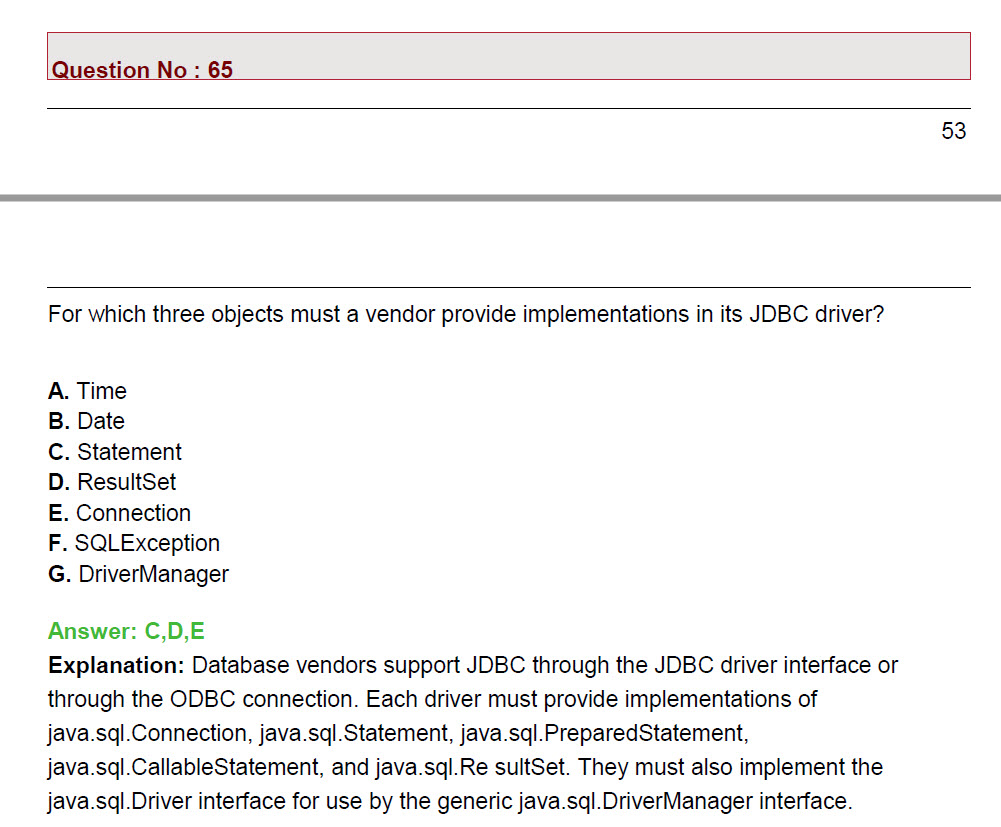 Question No : 65
53
For which three objects must a vendor provide implementations in its JDBC driver?
A. Time
B. Date
C. Statement
D. ResultSet
E. Connection
F. SQLException
G. DriverManager
Answer: C,D,E
Explanation: Database vendors support JDBC through the JDBC driver interface or
through the ODBC connection. Each driver must provide implementations of
java.sql.Connection, java.sql.Statement, java.sql.PreparedStatement,
java.sql.CallableStatement, and java.sql.Re sultSet. They must also implement the
java.sql.Driver interface for use by the generic java.sql.DriverManager interface.